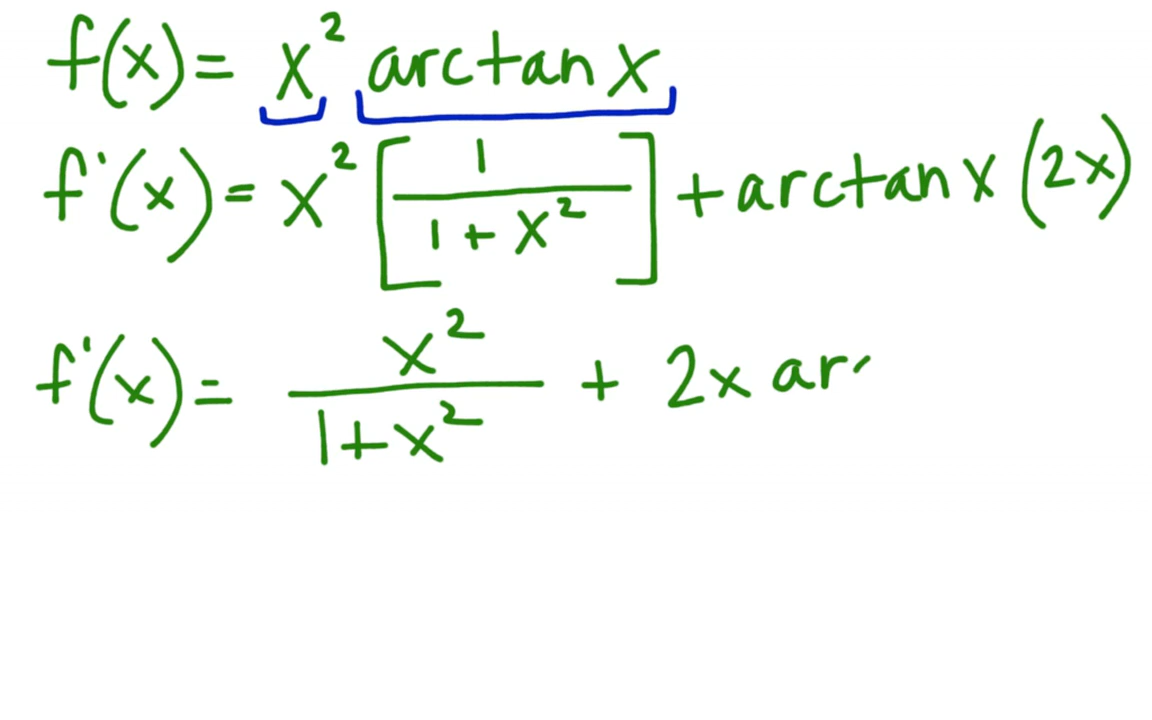 f(x) = x² arctan x
f'(x) = x² [1 / (1 + x²)] + arctan x (2x)
f'(x) = x² / (1 + x²) + 2x ar